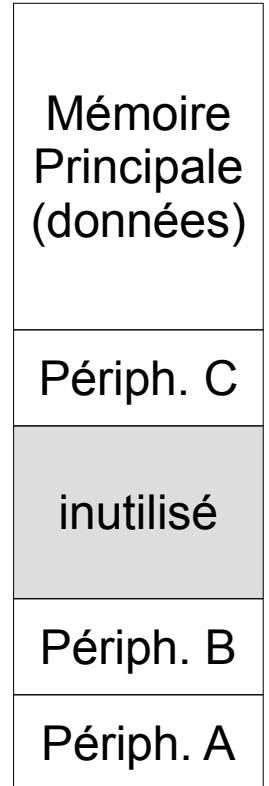 Mémoire
Principale
(données)
Périph. C
inutilisé
Périph. B
Périph. A